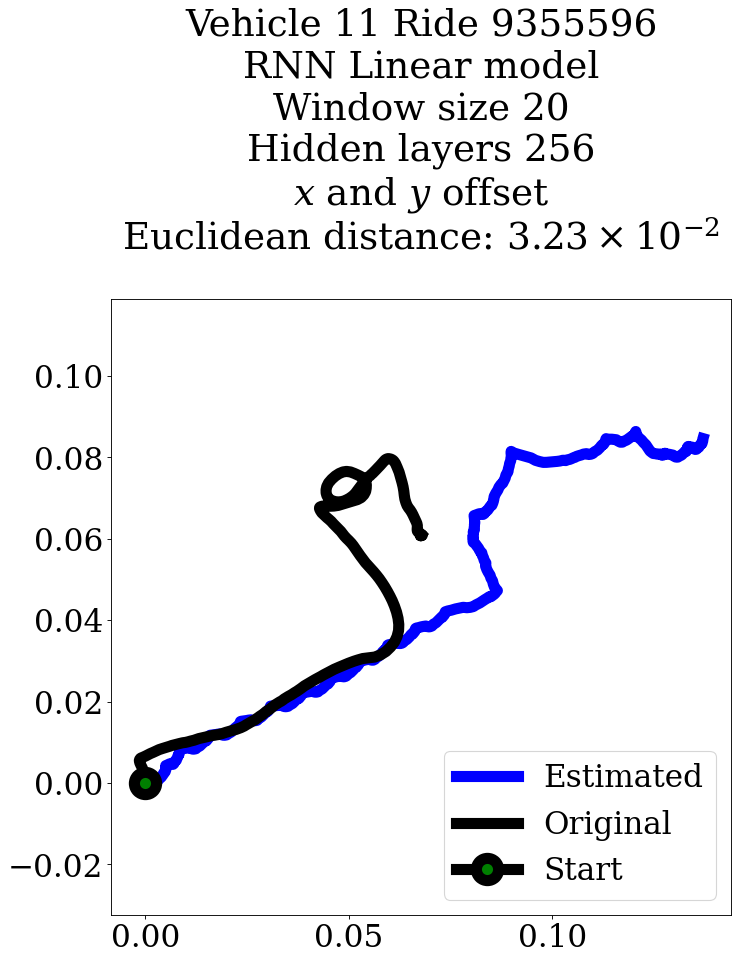 Vehicle 11 Ride 9355596
RNN Linear model
Window size 20
Hidden layers 256
x and y offset
Euclidean distance: 3.23 × 10⁻²
0.10
0.08
0.06
0.04
0.02
0.00
−0.02
Estimated
Original
Start
0.00 0.05 0.10